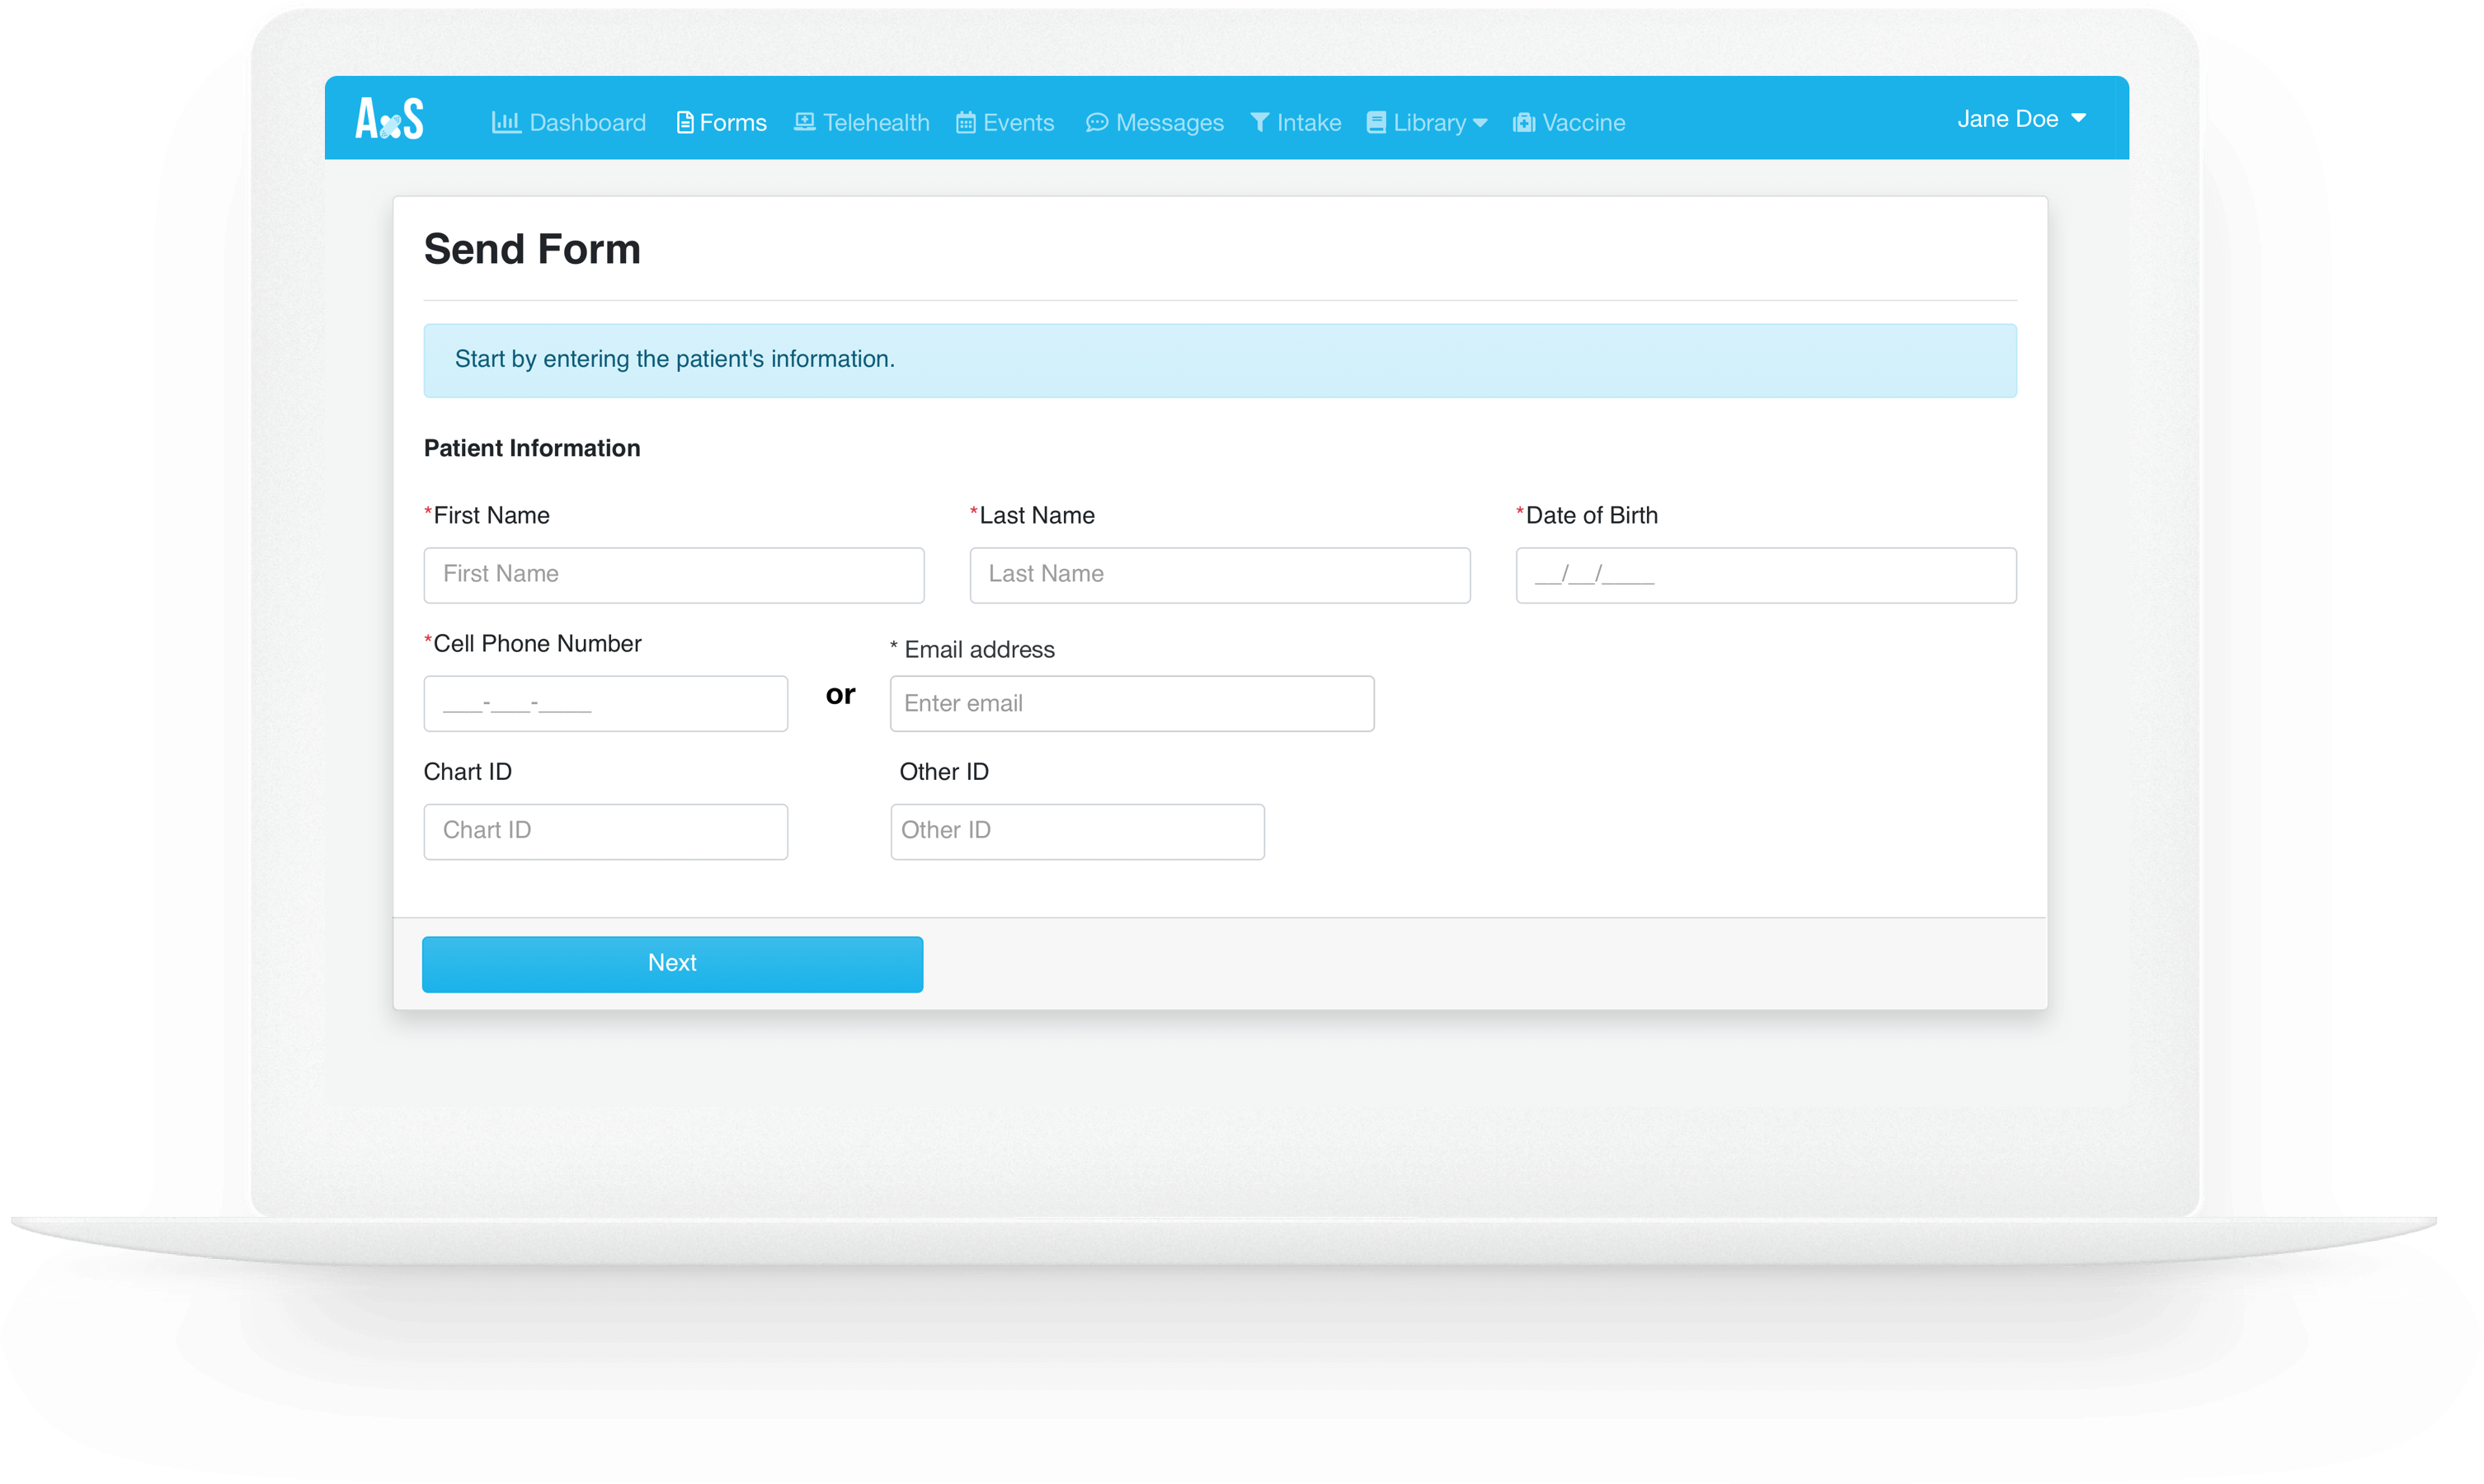 AxS Dashboard Forms Telehealth Events Messages Intake Library Vaccine Jane Doe
Send Form
Start by entering the patient's information.
Patient Information
*First Name *Last Name *Date of Birth
First Name Last Name __/__/____
*Cell Phone Number * Email address
___-___-____ or Enter email
Chart ID Other ID
Chart ID Other ID
Next